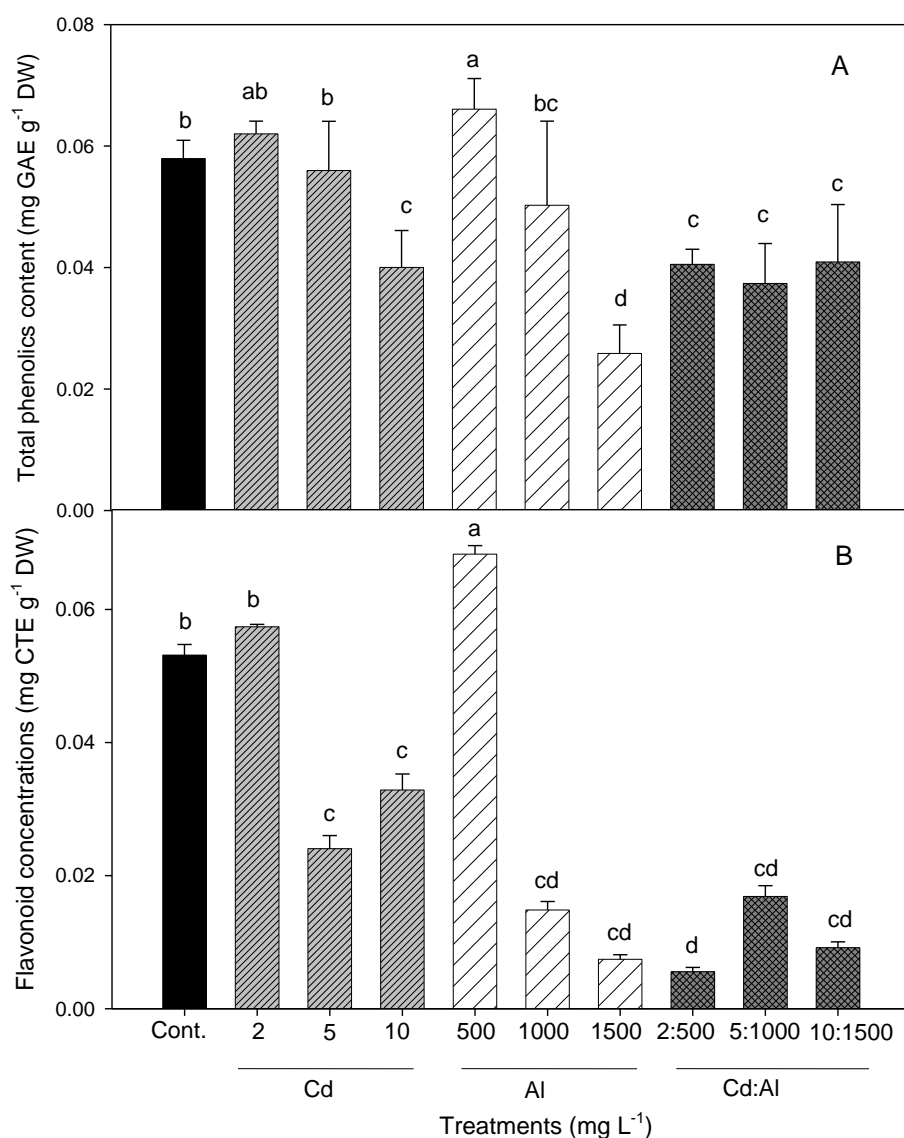 Total phenolics content (mg GAE g⁻¹ DW)
0.08
0.06
0.04
0.02
0.00
A
b
ab
b
c
a
bc
d
c
c
c
Flavonoid concentrations (mg CTE g⁻¹ DW)
0.06
0.04
0.02
0.00
B
b
b
c
c
a
cd
cd
d
cd
cd
Cont. 2 5 10 500 1000 1500 2:500 5:1000 10:1500
Cd Al Cd:Al
Treatments (mg L⁻¹)